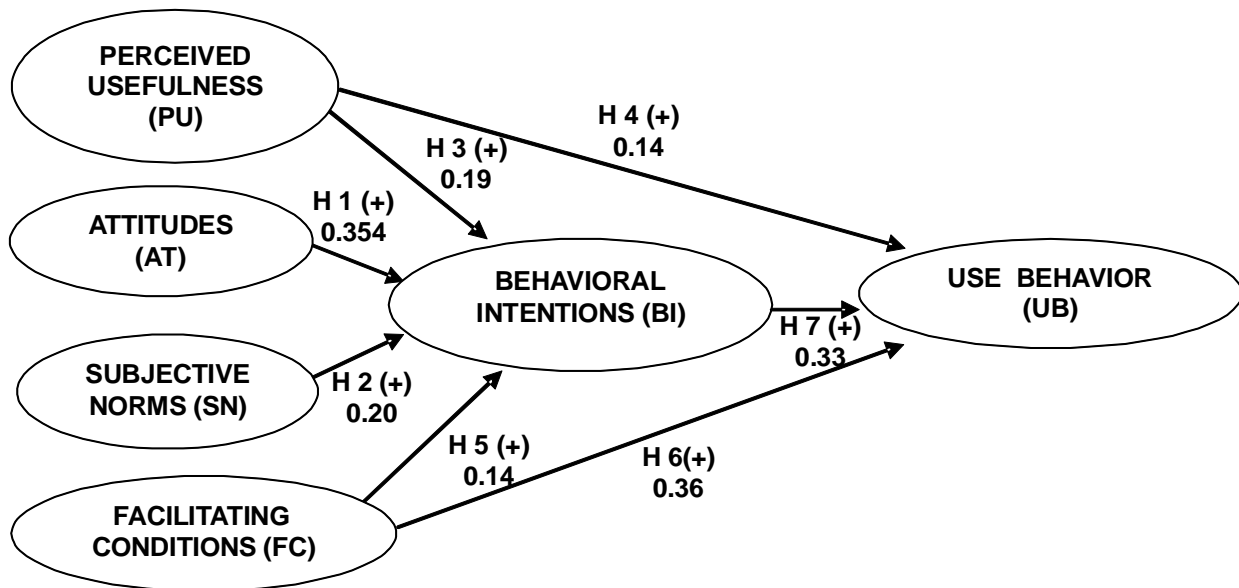 PERCEIVED
USEFULNESS
(PU)
H 4 (+)
0.14
H 3 (+)
0.19
ATTITUDES
(AT)
H 1 (+)
0.354
BEHAVIORAL
INTENTIONS (BI)
USE BEHAVIOR
(UB)
H 7 (+)
0.33
SUBJECTIVE
NORMS (SN)
H 2 (+)
0.20
H 5 (+)
0.14
H 6(+)
0.36
FACILITATING
CONDITIONS (FC)